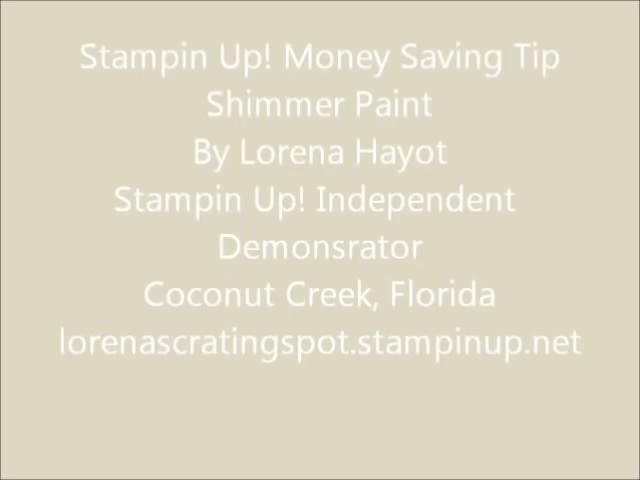 Stampin Up! Money Saving Tip
Shimmer Paint
By Lorena Hayot
Stampin Up! Independent
Demonsrator
Coconut Creek, Florida
lorenascratingspot.stampinup.net